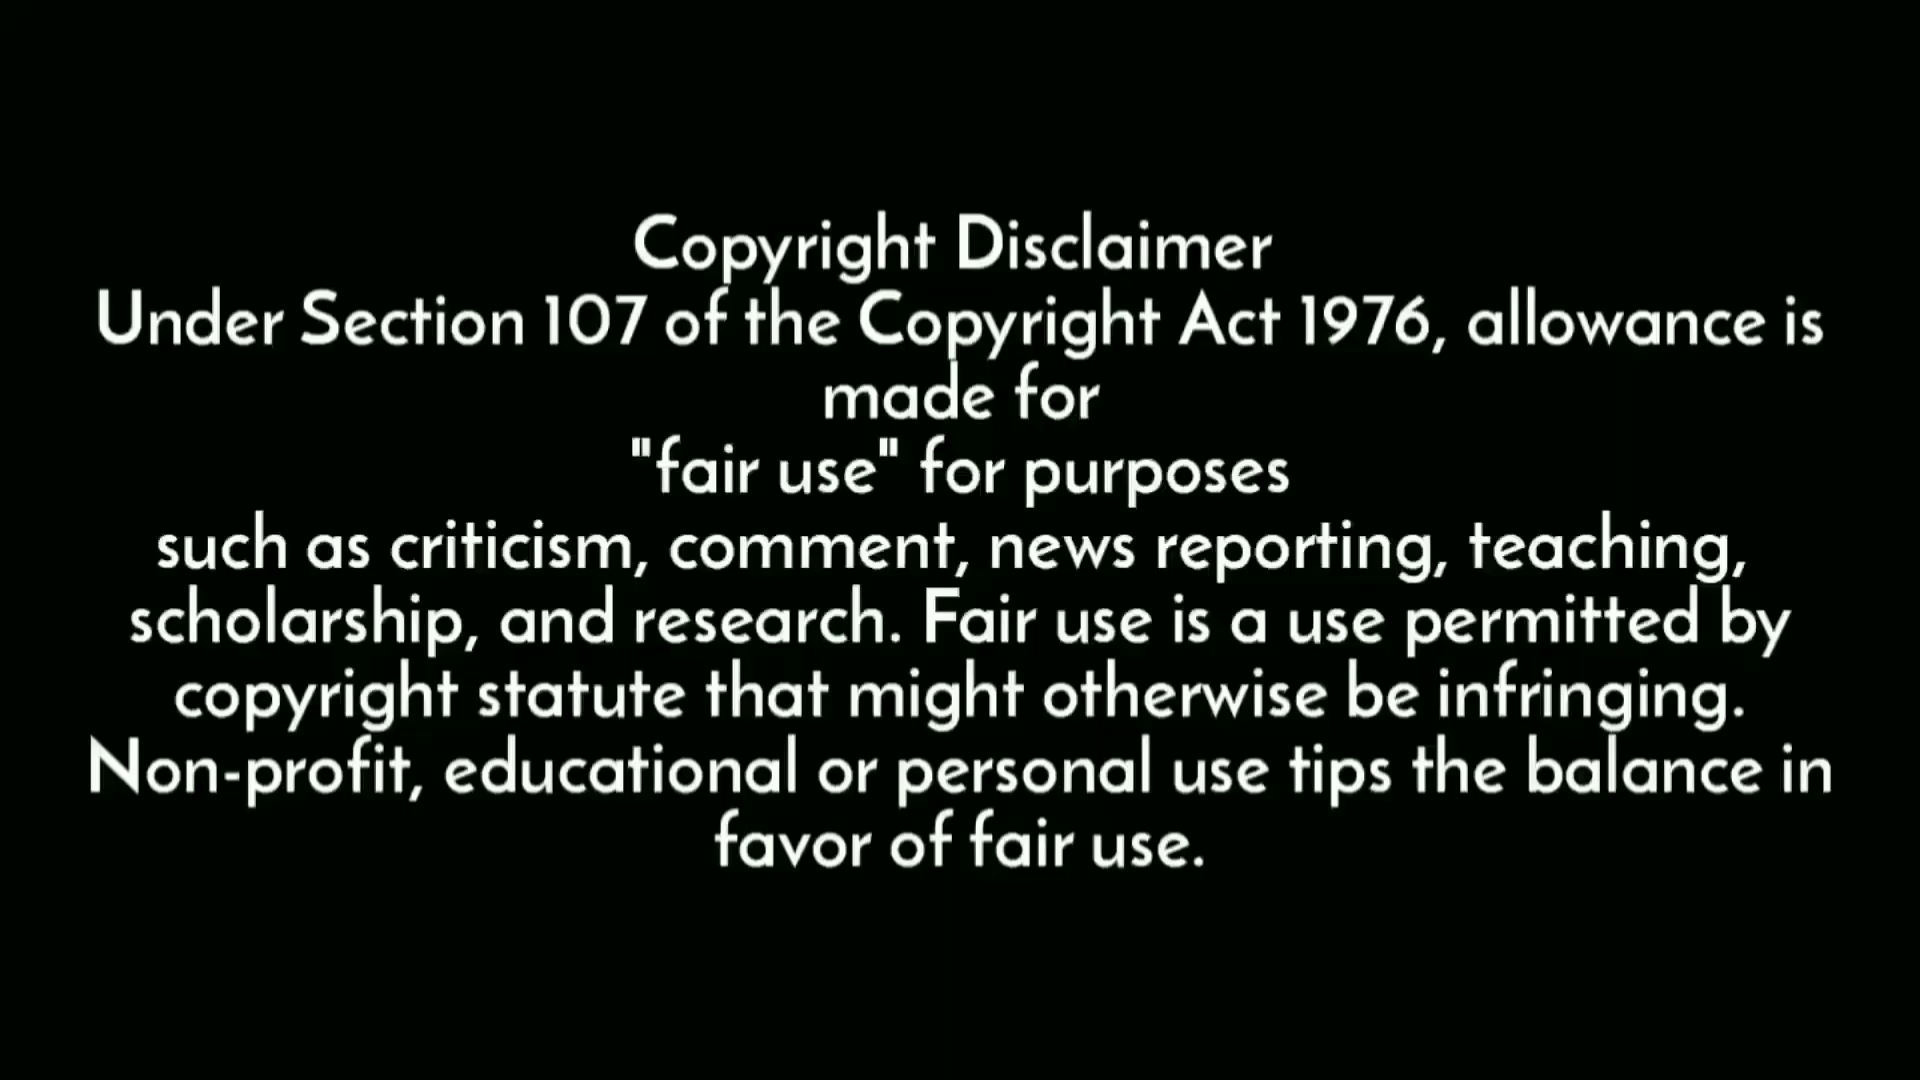 Copyright Disclaimer
Under Section 107 of the Copyright Act 1976, allowance is
made for
"fair use" for purposes
such as criticism, comment, news reporting, teaching,
scholarship, and research. Fair use is a use permitted by
copyright statute that might otherwise be infringing.
Non-profit, educational or personal use tips the balance in
favor of fair use.